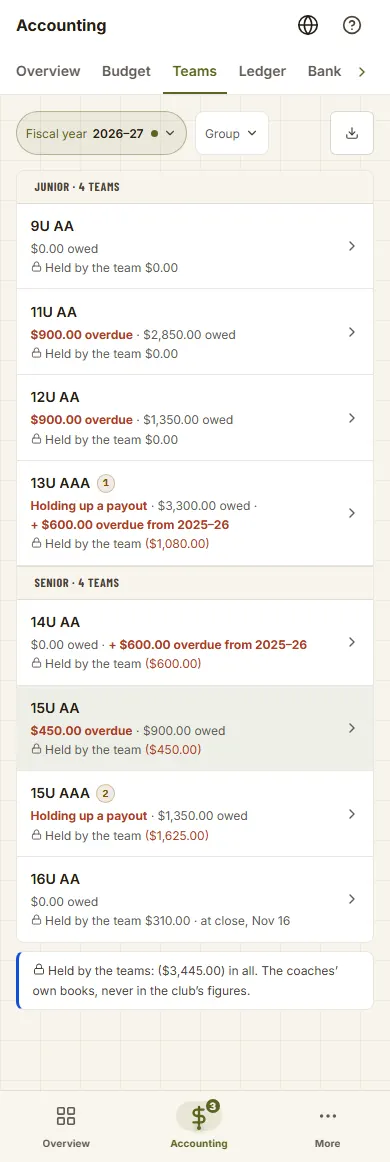 Accounting
Overview Budget Teams Ledger Bank
Fiscal year 2026–27 Group
JUNIOR · 4 TEAMS
9U AA
$0.00 owed
Held by the team $0.00
11U AA
$900.00 overdue · $2,850.00 owed
Held by the team $0.00
12U AA
$900.00 overdue · $1,350.00 owed
Held by the team $0.00
13U AAA 1
Holding up a payout · $3,300.00 owed ·
+ $600.00 overdue from 2025–26
Held by the team ($1,080.00)
SENIOR · 4 TEAMS
14U AA
$0.00 owed · + $600.00 overdue from 2025–26
Held by the team ($600.00)
15U AA
$450.00 overdue · $900.00 owed
Held by the team ($450.00)
15U AAA 2
Holding up a payout · $1,350.00 owed
Held by the team ($1,625.00)
16U AA
$0.00 owed
Held by the team $310.00 · at close, Nov 16
Held by the teams: ($3,445.00) in all. The coaches’
own books, never in the club’s figures.
3
Overview Accounting More